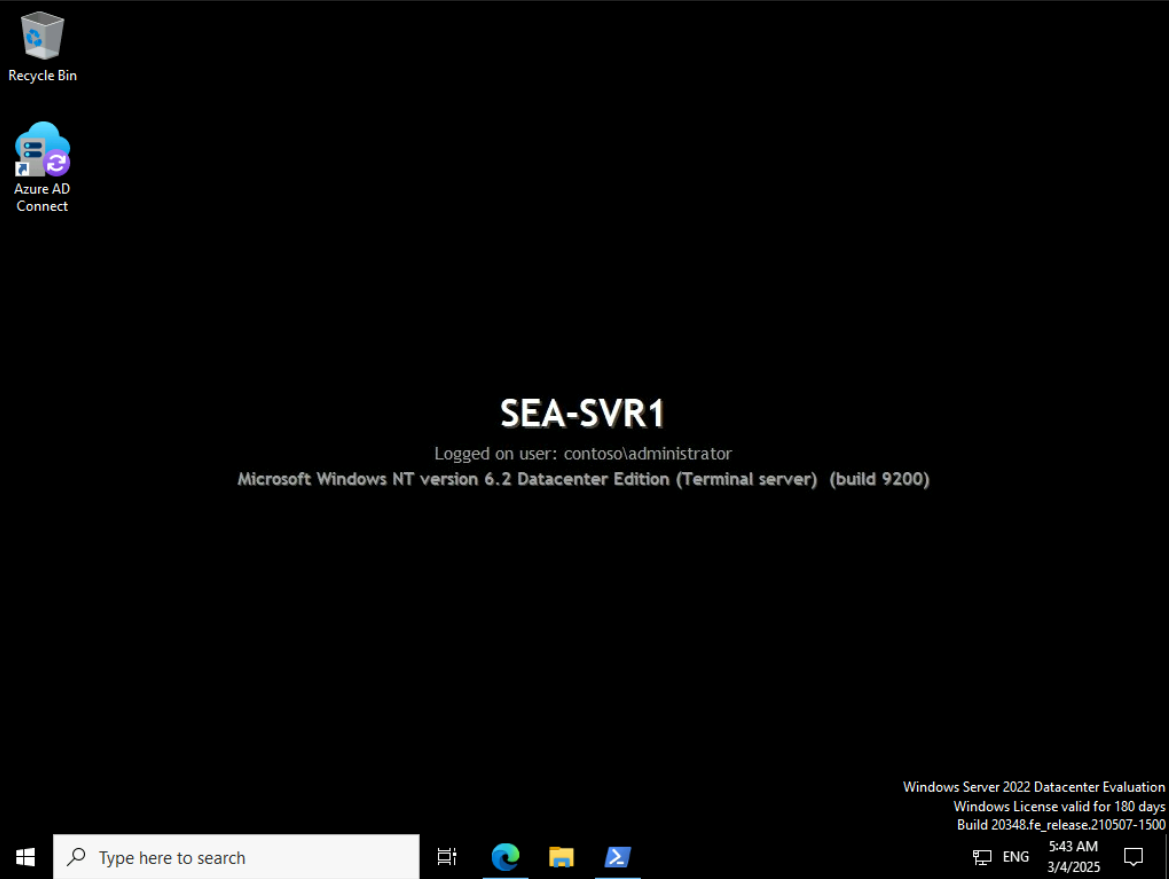 Recycle Bin
Azure AD
Connect
SEA-SVR1
Logged on user: contoso\administrator
Microsoft Windows NT version 6.2 Datacenter Edition (Terminal server) (build 9200)
Windows Server 2022 Datacenter Evaluation
Windows License valid for 180 days
Build 20348.fe_release.210507-1500
Type here to search
ENG
5:43 AM
3/4/2025